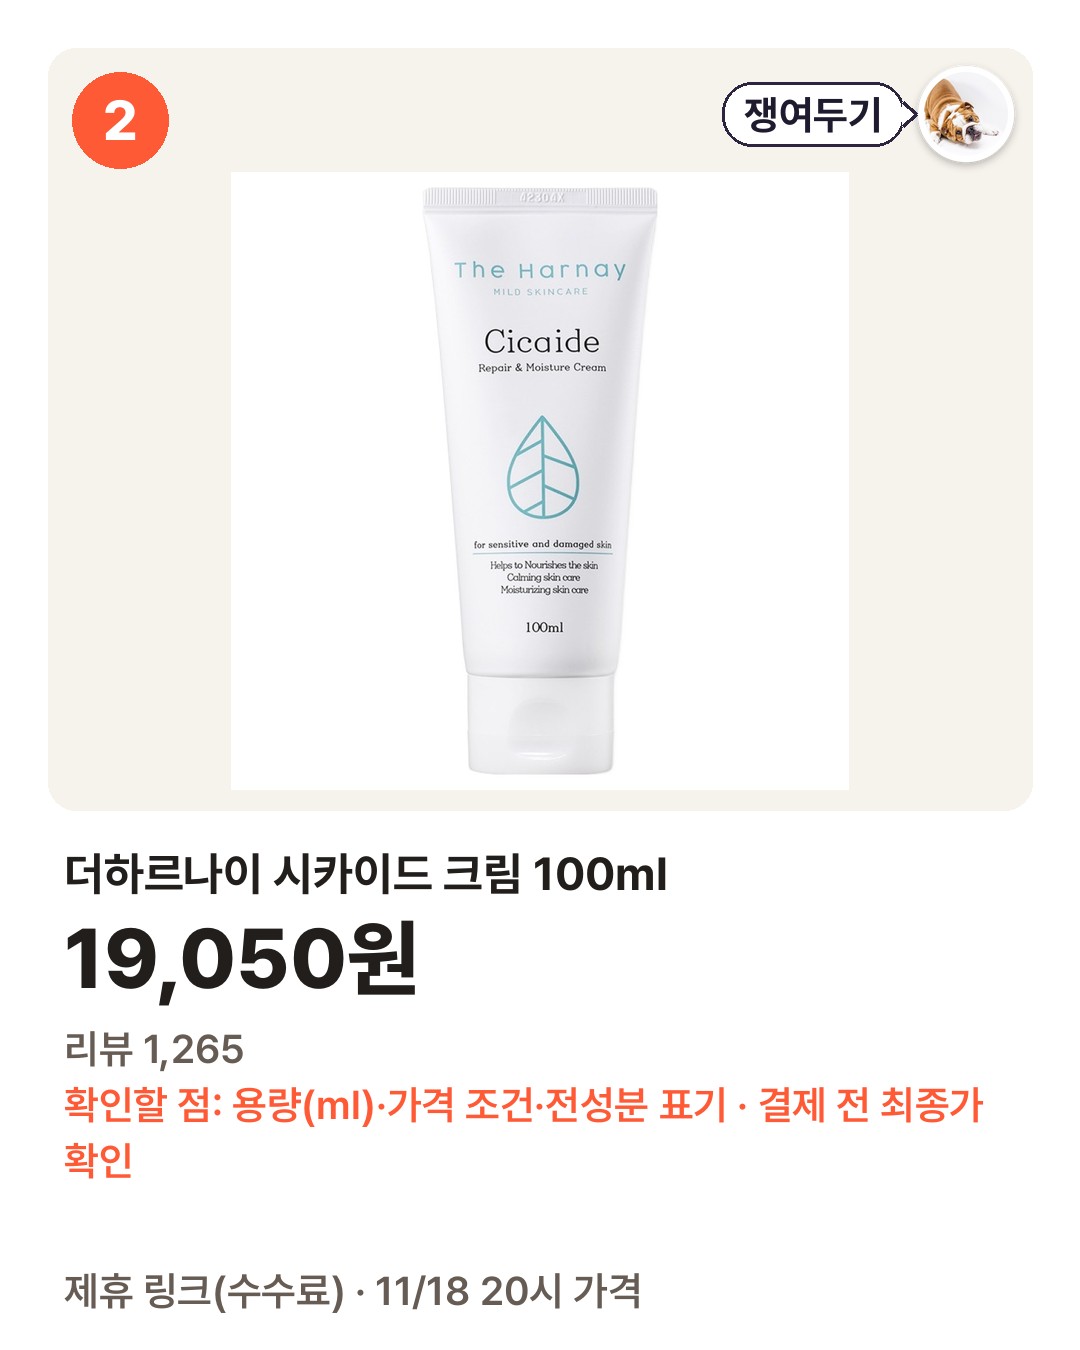 2
쟁여두기
42304X
The Harnay
MILD SKINCARE
Cicaide
Repair & Moisture Cream
for sensitive and damaged skin
Helps to Nourishes the skin
Calming skin care
Moisturizing skin care
100ml
더하르나이 시카이드 크림 100ml
19,050원
리뷰 1,265
확인할 점: 용량(ml)·가격 조건·전성분 표기 · 결제 전 최종가
확인
제휴 링크(수수료) · 11/18 20시 가격